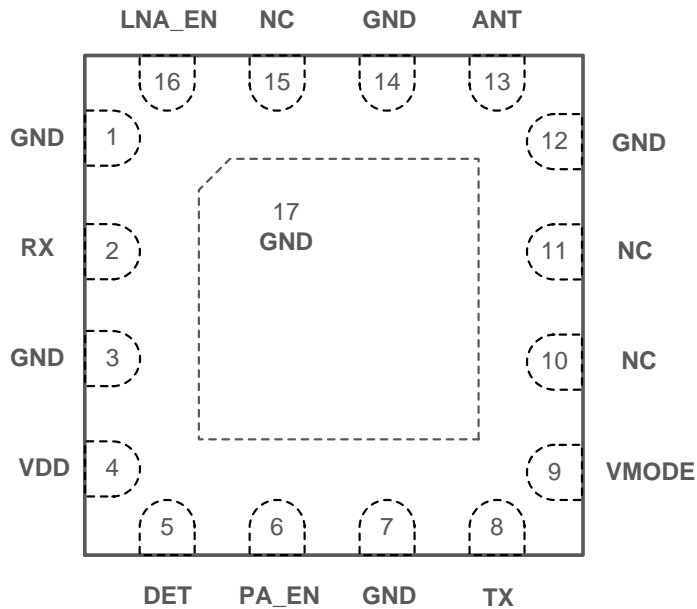 LNA_EN NC GND ANT
16 15 14 13
GND 1 12 GND
17
GND
RX 2 11 NC
GND 3 10 NC
VDD 4 9 VMODE
5 6 7 8
DET PA_EN GND TX